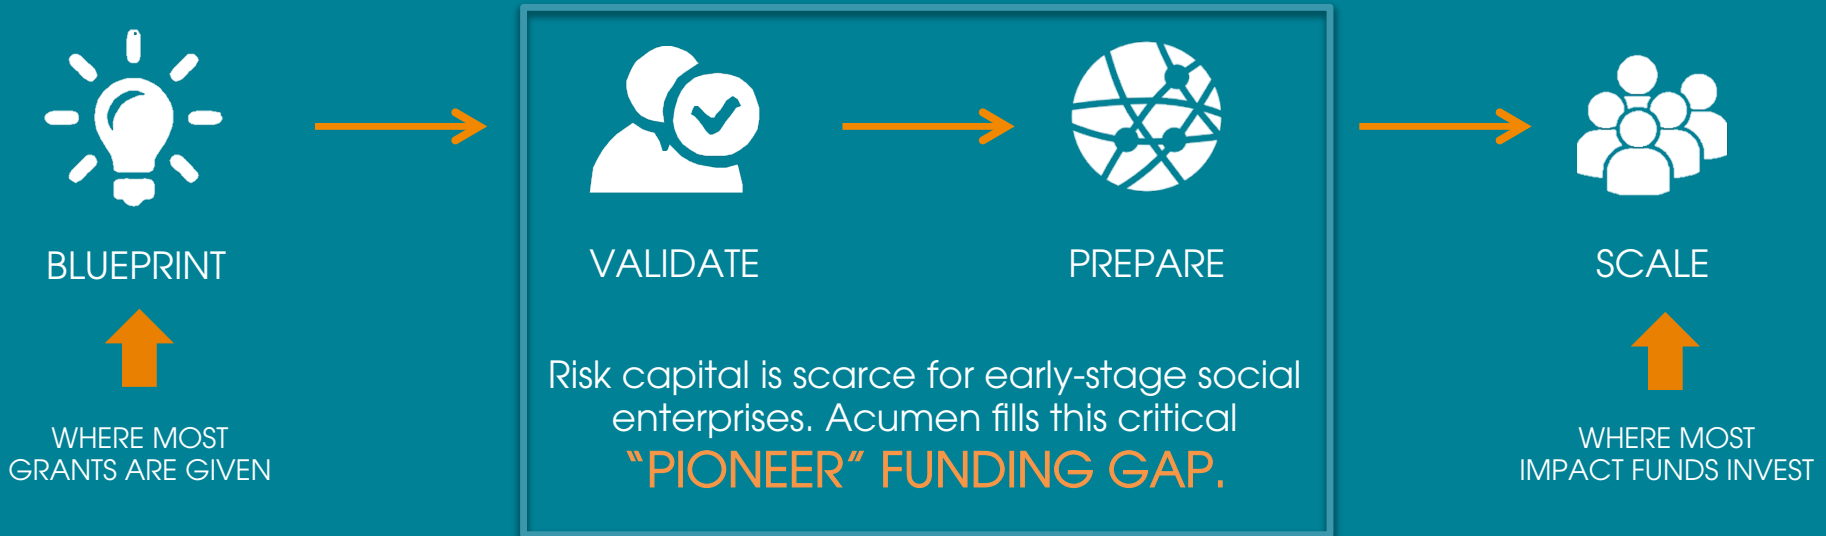 BLUEPRINT
WHERE MOST
GRANTS ARE GIVEN
VALIDATE
PREPARE
Risk capital is scarce for early-stage social
enterprises. Acumen fills this critical
“PIONEER” FUNDING GAP.
SCALE
WHERE MOST
IMPACT FUNDS INVEST